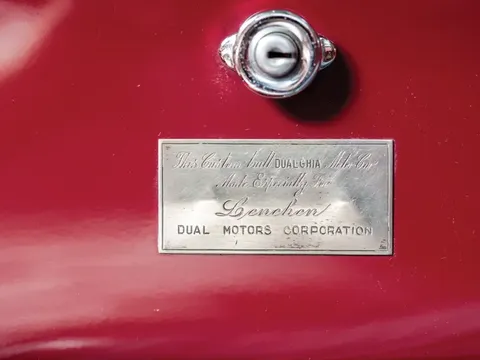 This Custom built DUAL GHIA Motor Car
Made Especially For
Lenchen
DUAL MOTORS CORPORATION